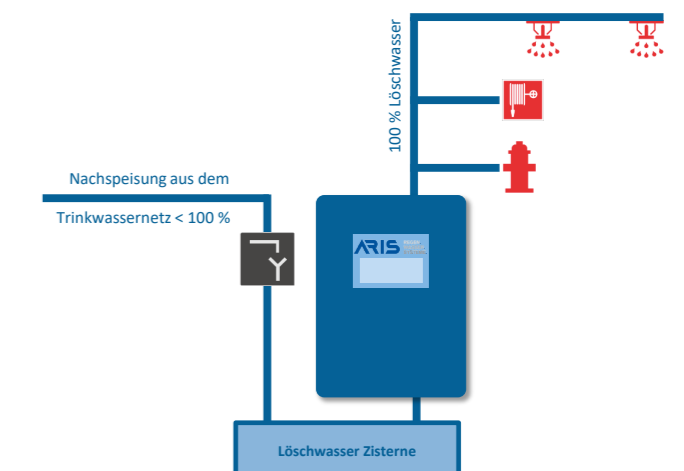 100 % Löschwasser
Nachspeisung aus dem
Trinkwassernetz < 100 %
ARIS
Löschwasser Zisterne